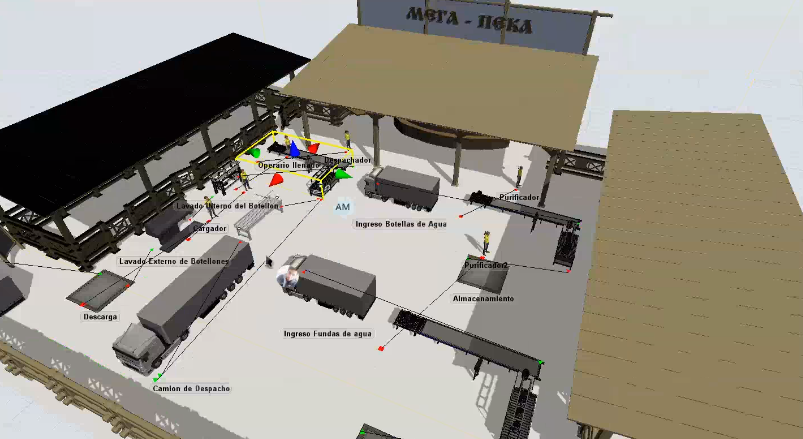 МЕГА - ПЕКА
Operario llenado
Despachador
Lavado Interno del Botellon
Purificador
AM
Cargador
Ingreso Botellas de Agua
Lavado Externo de Botellones
Purificador2
Almacenamiento
Descarga
Ingreso Fundas de agua
Camion de Despacho